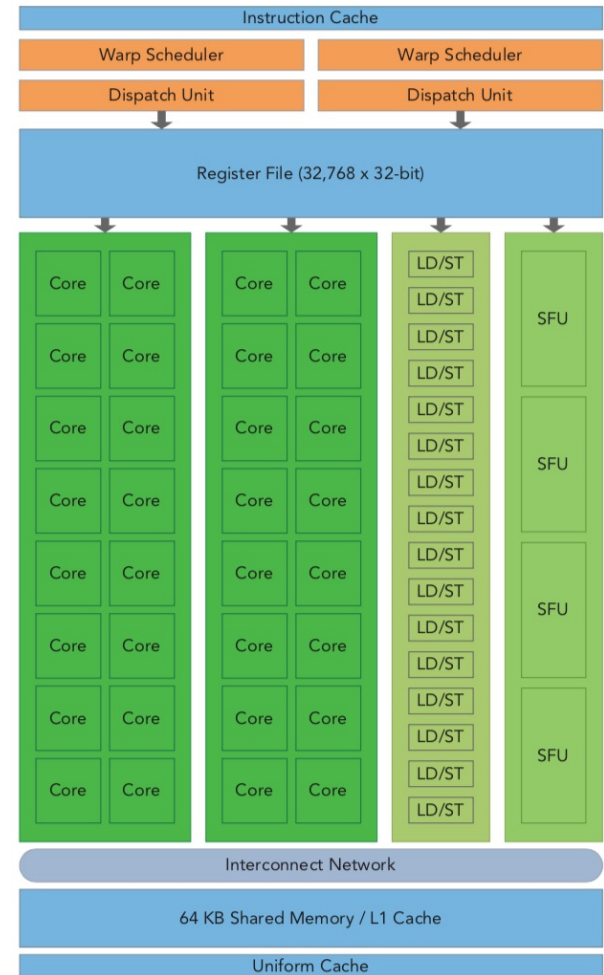 Instruction Cache
Warp Scheduler Warp Scheduler
Dispatch Unit Dispatch Unit
Register File (32,768 x 32-bit)
Core Core Core Core LD/ST
LD/ST
SFU
Core Core Core Core LD/ST
LD/ST
Core Core Core Core LD/ST
LD/ST
SFU
Core Core Core Core LD/ST
LD/ST
Core Core Core Core LD/ST
LD/ST
SFU
Core Core Core Core LD/ST
LD/ST
Core Core Core Core LD/ST
LD/ST
SFU
Core Core Core Core LD/ST
LD/ST
Interconnect Network
64 KB Shared Memory / L1 Cache
Uniform Cache